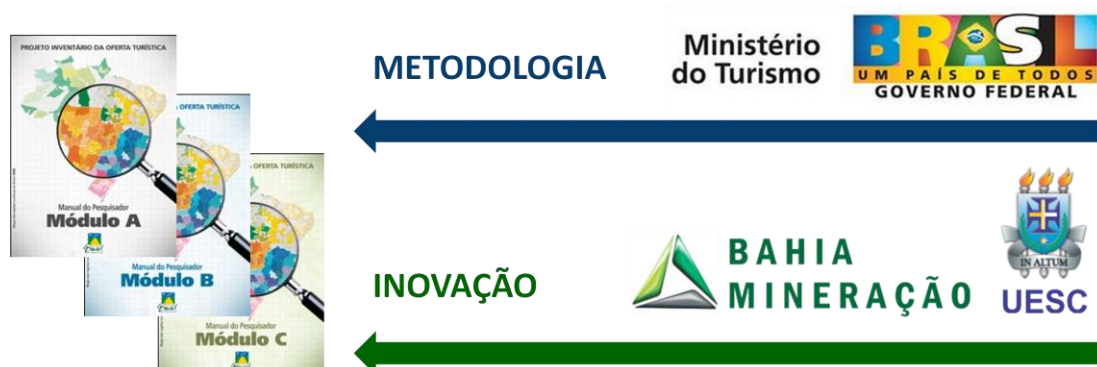 PROJETO INVENTÁRIO DA OFERTA TURÍSTICA
Manual do Pesquisador
Módulo A
A OFERTA TURÍSTICA
Manual do Pesquisador
Módulo B
A OFERTA TURÍSTICA
Manual do Pesquisador
Módulo C
METODOLOGIA
Ministério
do Turismo
BRASIL
UM PAÍS DE TODOS
GOVERNO FEDERAL
INOVAÇÃO
BAHIA
MINERAÇÃO
IN ALTUM
UESC